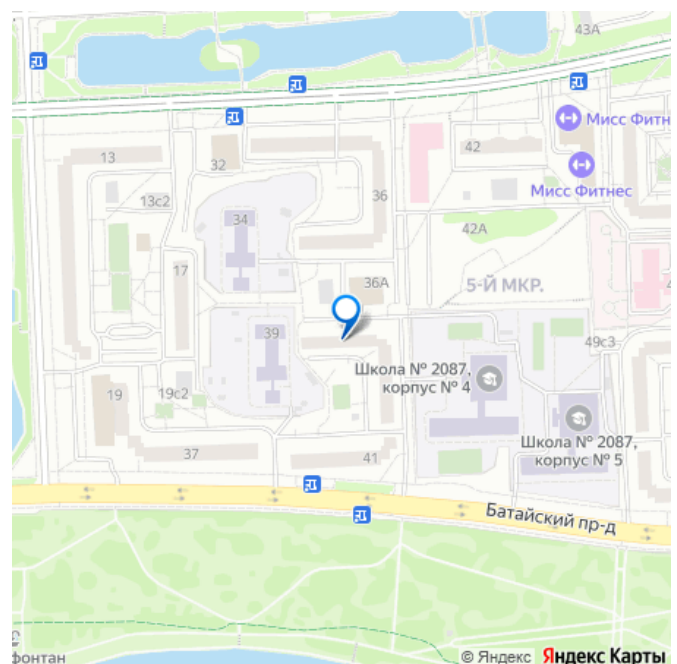 43А
Мисс Фитн
42
13
32
Мисс Фитнес
13с2
36
34
42А
17
36А
5-Й МКР.
39
49с3
Школа № 2087,
корпус № 4
19
19с2
Школа № 2087,
корпус № 5
37
41
Батайский пр-д
фонтан
© Яндекс Яндекс Карты